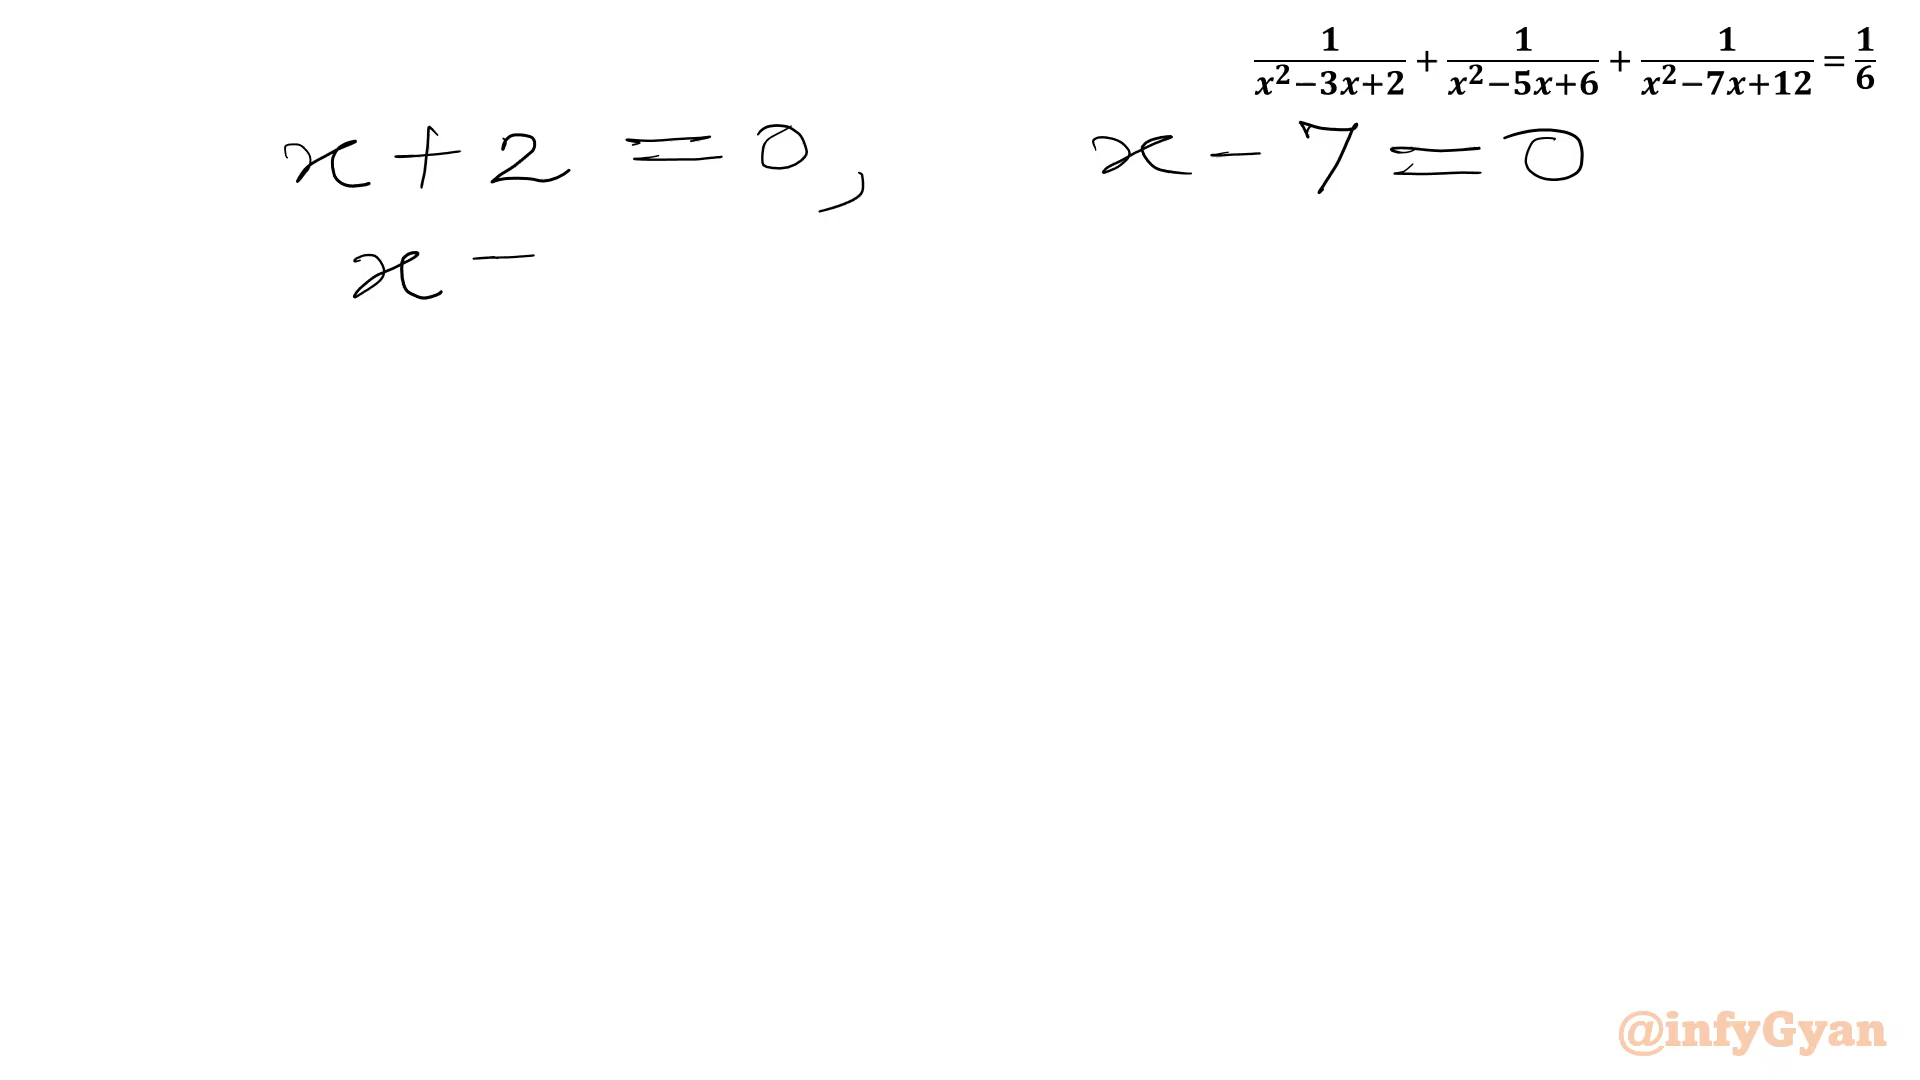 1/(x²−3x+2) + 1/(x²−5x+6) + 1/(x²−7x+12) = 1/6
x + 2 = 0, x − 7 = 0
x −
@infyGyan